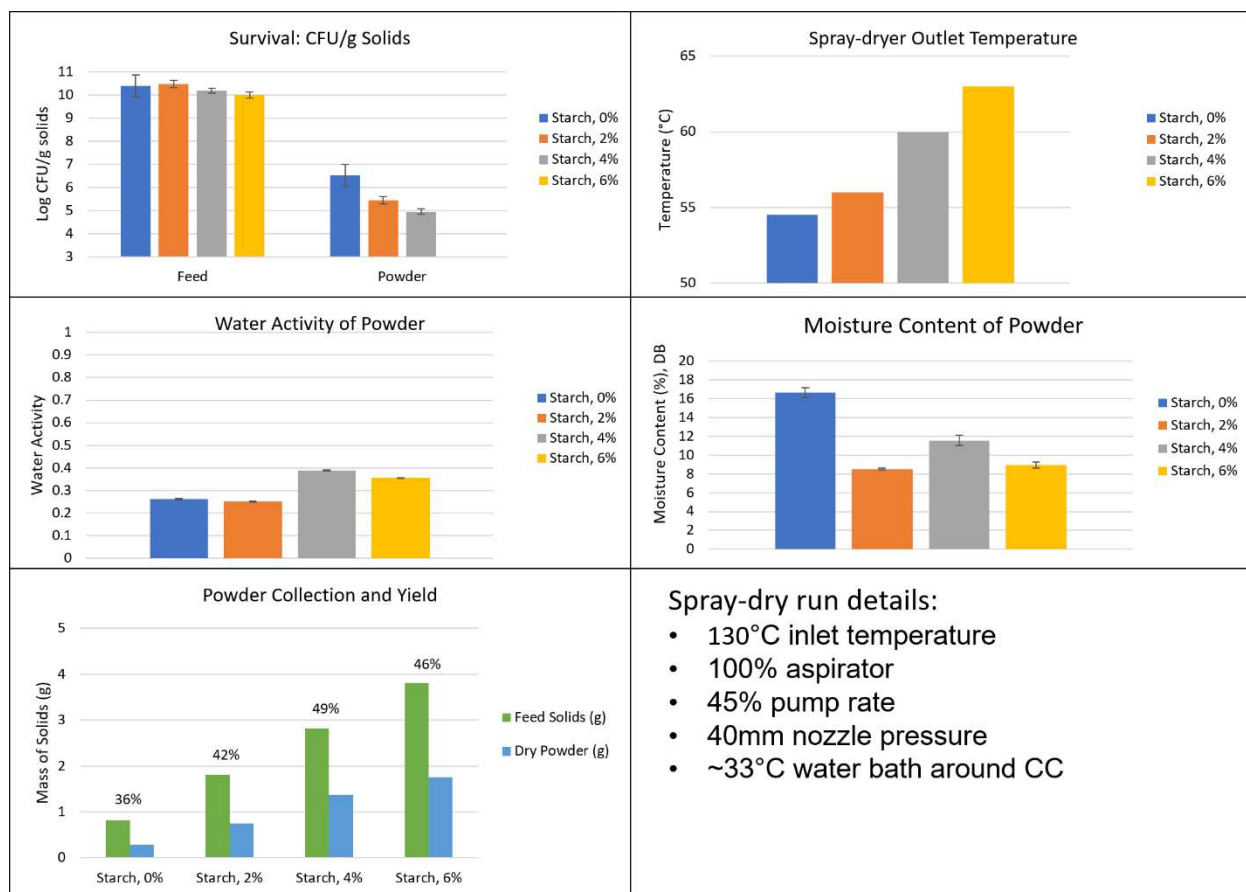 Survival: CFU/g Solids
Log CFU/g solids
11
10
9
8
7
6
5
4
3
Feed
Powder
Starch, 0%
Starch, 2%
Starch, 4%
Starch, 6%
Spray-dryer Outlet Temperature
Temperature (°C)
65
60
55
50
Starch, 0%
Starch, 2%
Starch, 4%
Starch, 6%
Water Activity of Powder
Water Activity
1
0.9
0.8
0.7
0.6
0.5
0.4
0.3
0.2
0.1
0
Starch, 0%
Starch, 2%
Starch, 4%
Starch, 6%
Moisture Content of Powder
Moisture Content (%), DB
20
18
16
14
12
10
8
6
4
2
0
Starch, 0%
Starch, 2%
Starch, 4%
Starch, 6%
Powder Collection and Yield
Mass of Solids (g)
5
4
3
2
1
0
36%
42%
49%
46%
Starch, 0%
Starch, 2%
Starch, 4%
Starch, 6%
Feed Solids (g)
Dry Powder (g)
Spray-dry run details:
• 130°C inlet temperature
• 100% aspirator
• 45% pump rate
• 40mm nozzle pressure
• ~33°C water bath around CC